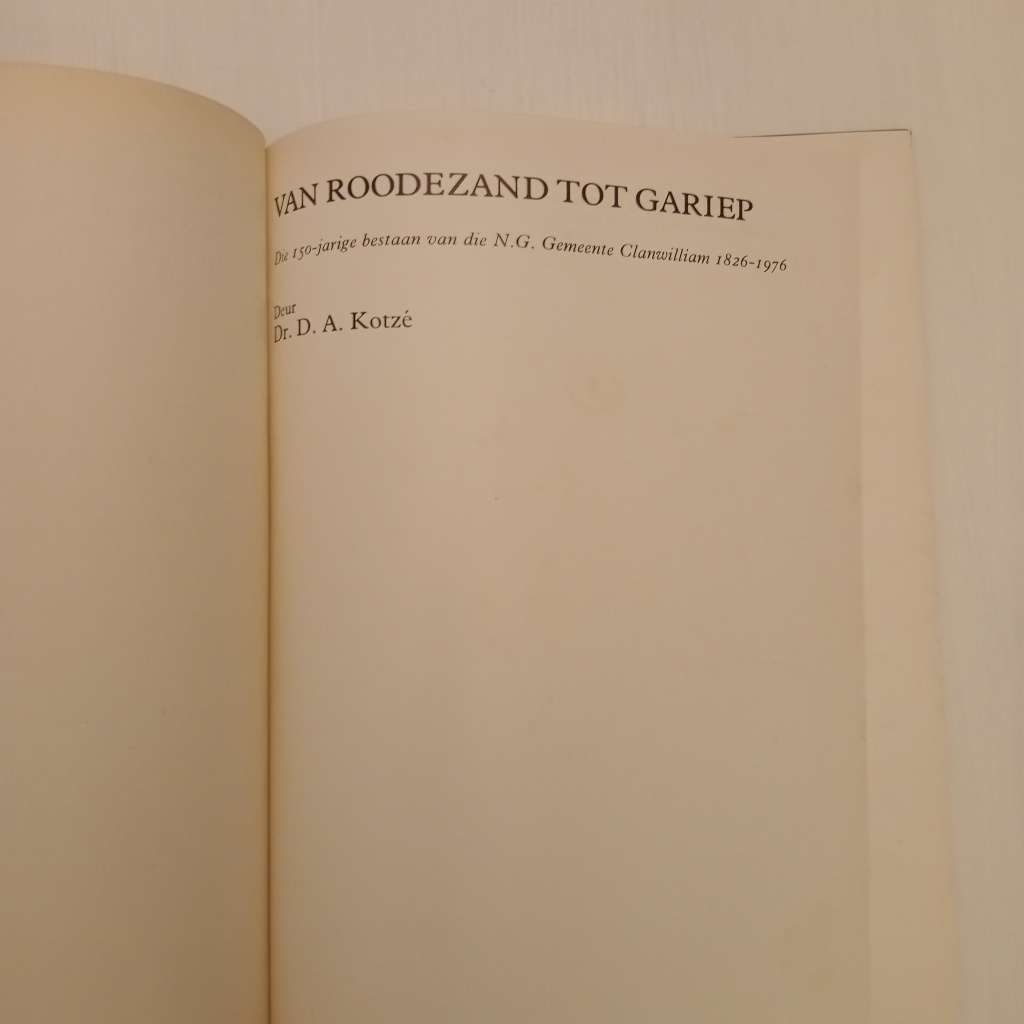 VAN ROODEZAND TOT GARIEP
Die 150-jarige bestaan van die N.G. Gemeente Clanwilliam 1826-1976
Deur
Dr. D. A. Kotzé